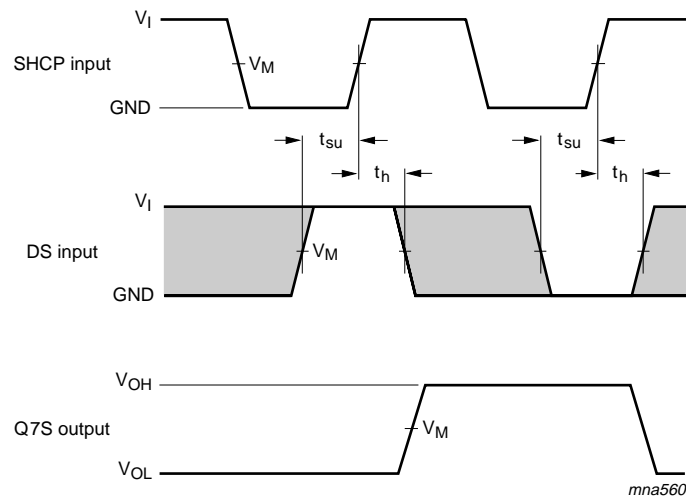 V_I
SHCP input
V_M
GND
t_su
t_su
t_h
t_h
V_I
DS input
V_M
GND
V_OH
Q7S output
V_M
V_OL
mna560